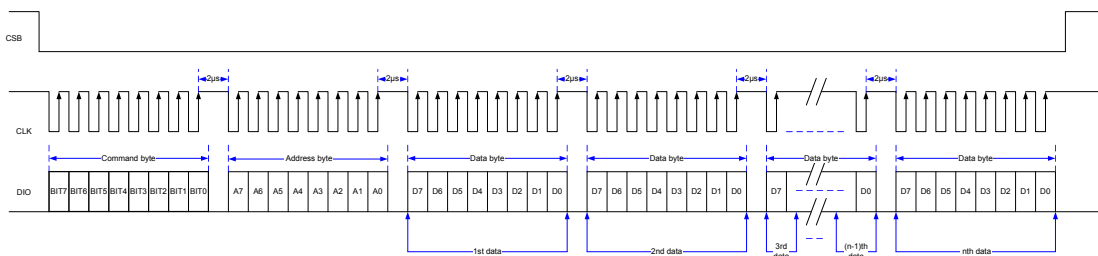 CSB
2μs 2μs 2μs 2μs 2μs
CLK
Command byte Address byte Data byte Data byte Data byte Data byte
DIO BIT7 BIT6 BIT5 BIT4 BIT3 BIT2 BIT1 BIT0 A7 A6 A5 A4 A3 A2 A1 A0 D7 D6 D5 D4 D3 D2 D1 D0 D7 D6 D5 D4 D3 D2 D1 D0 D7 D0 D7 D6 D5 D4 D3 D2 D1 D0
1st data 2nd data 3rd (n-1)th nth data
data data